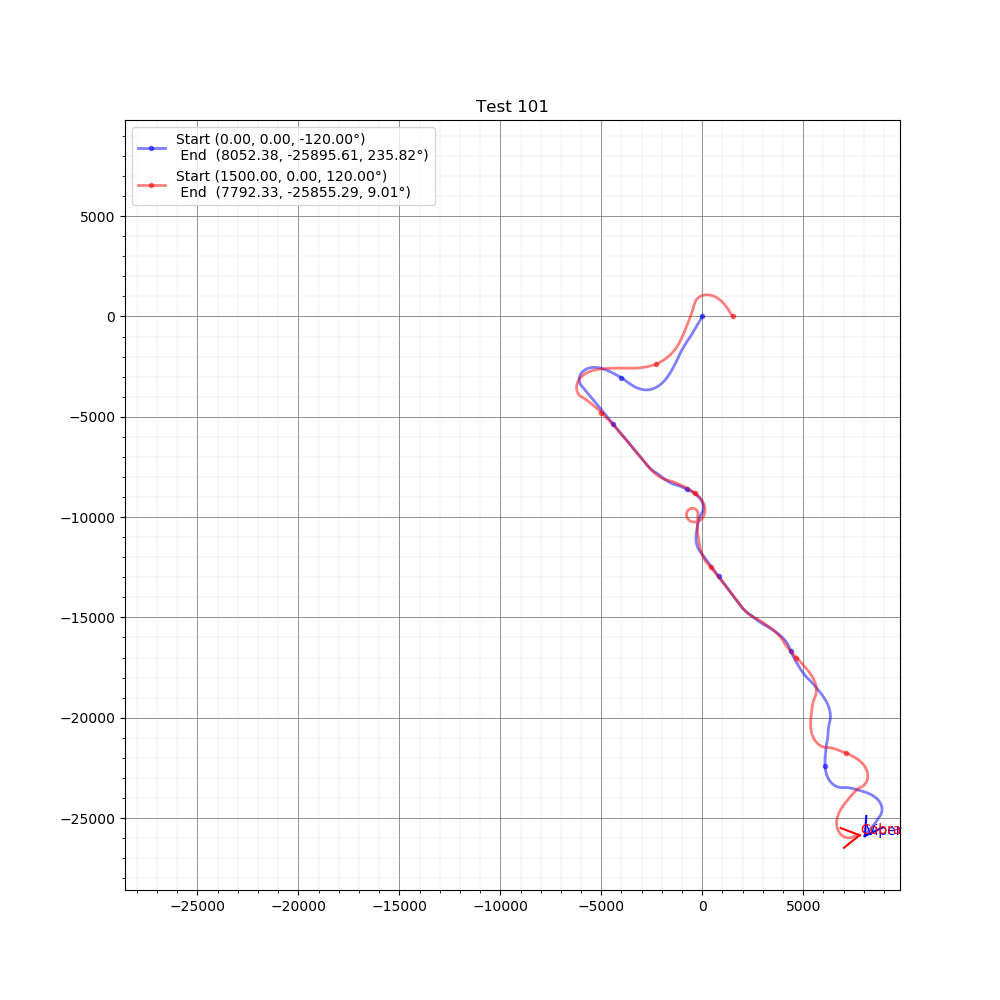 Test 101
Start (0.00, 0.00, -120.00°)
End (8052.38, -25895.61, 235.82°)
Start (1500.00, 0.00, 120.00°)
End (7792.33, -25855.29, 9.01°)
5000
0
−5000
−10000
−15000
−20000
−25000
−25000 −20000 −15000 −10000 −5000 0 5000